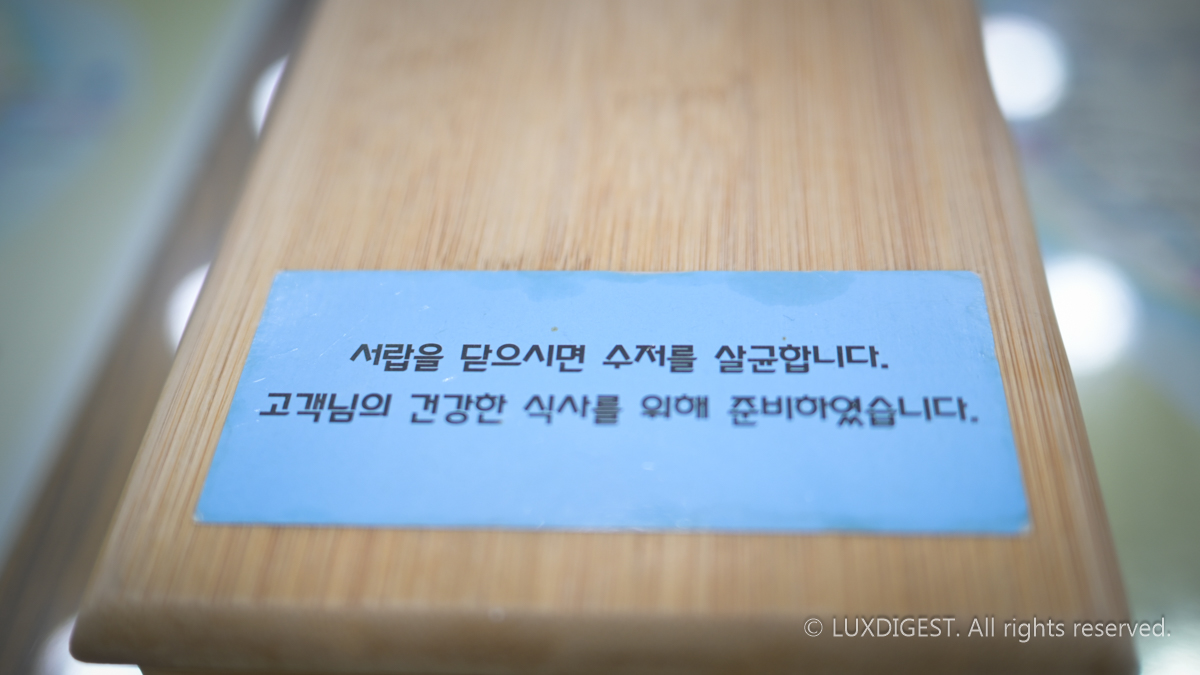 서랍을 닫으시면 수저를 살균합니다.
고객님의 건강한 식사를 위해 준비하였습니다.
© LUXDIGEST. All rights reserved.